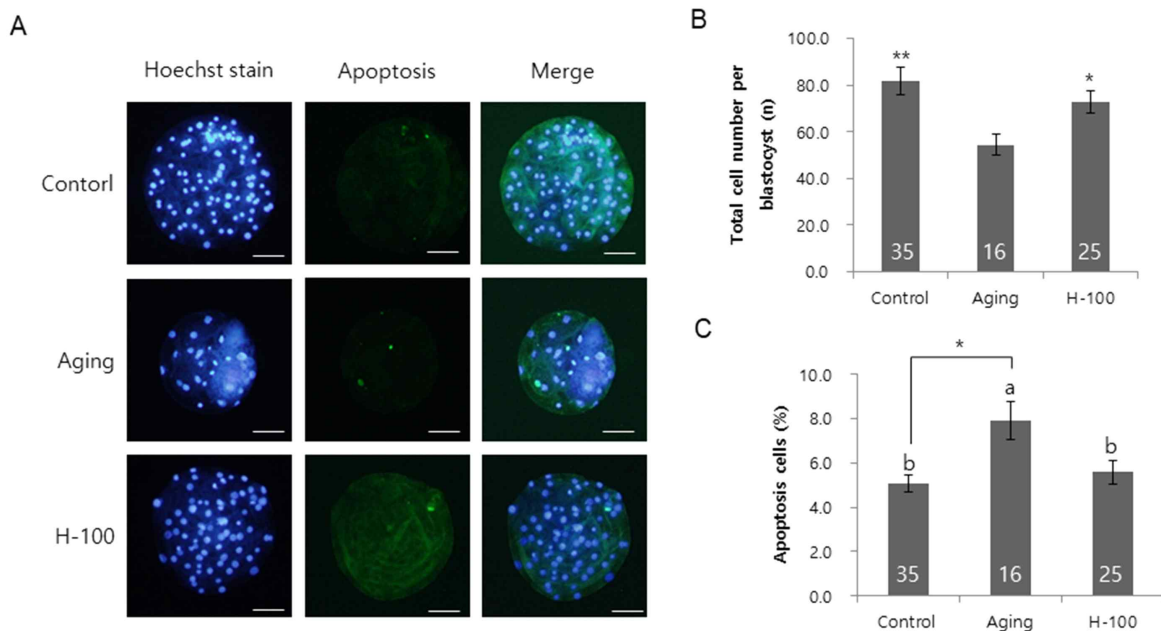 A
Hoechst stain
Apoptosis
Merge
Contorl
Aging
H-100
B
Total cell number per
blastocyst (n)
100.0
80.0
60.0
40.0
20.0
0.0
**
*
35
16
25
Control
Aging
H-100
C
Apoptosis cells (%)
10.0
8.0
6.0
4.0
2.0
0.0
*
b
a
b
35
16
25
Control
Aging
H-100